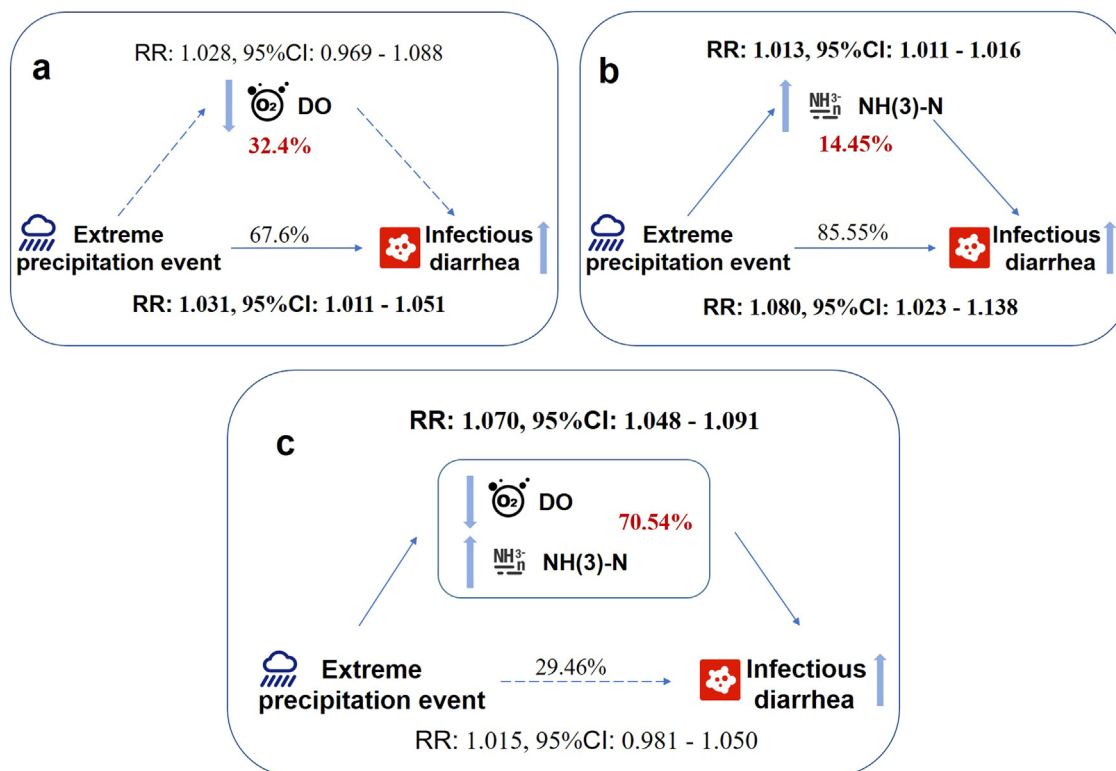 a
RR: 1.028, 95%CI: 0.969 - 1.088
O₂ DO
32.4%
Extreme
precipitation event
67.6%
Infectious
diarrhea
RR: 1.031, 95%CI: 1.011 - 1.051
b
RR: 1.013, 95%CI: 1.011 - 1.016
NH³⁻
n
NH(3)-N
14.45%
Extreme
precipitation event
85.55%
Infectious
diarrhea
RR: 1.080, 95%CI: 1.023 - 1.138
c
RR: 1.070, 95%CI: 1.048 - 1.091
O₂ DO
70.54%
NH³⁻
n
NH(3)-N
Extreme
precipitation event
29.46%
Infectious
diarrhea
RR: 1.015, 95%CI: 0.981 - 1.050